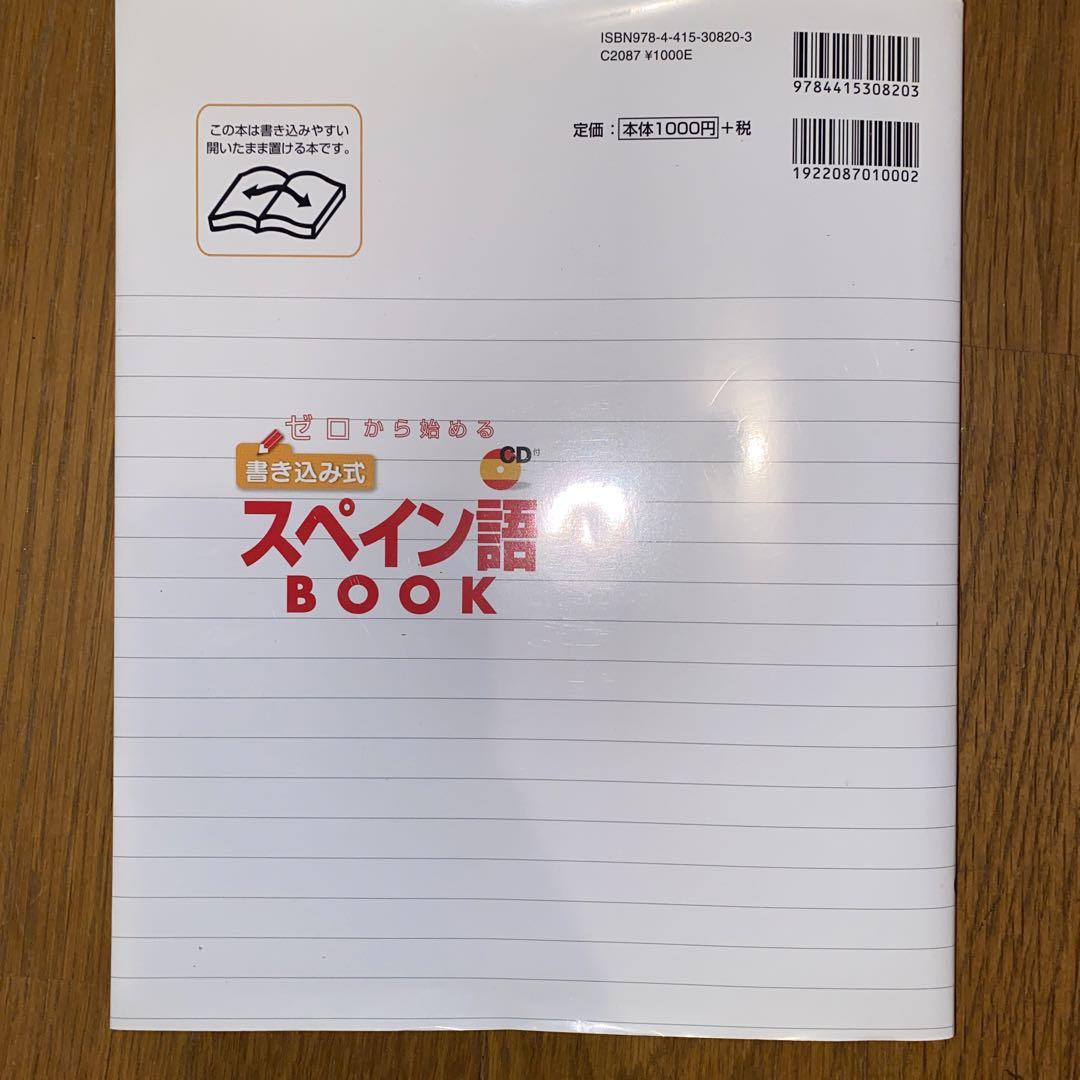 ISBN978-4-415-30820-3
C2087 ¥1000E
9784415308203
定価：本体1000円+税
1922087010002
この本は書き込みやすい
開いたまま置ける本です。
ゼロから始める
CD付
書き込み式
スペイン語
BOOK